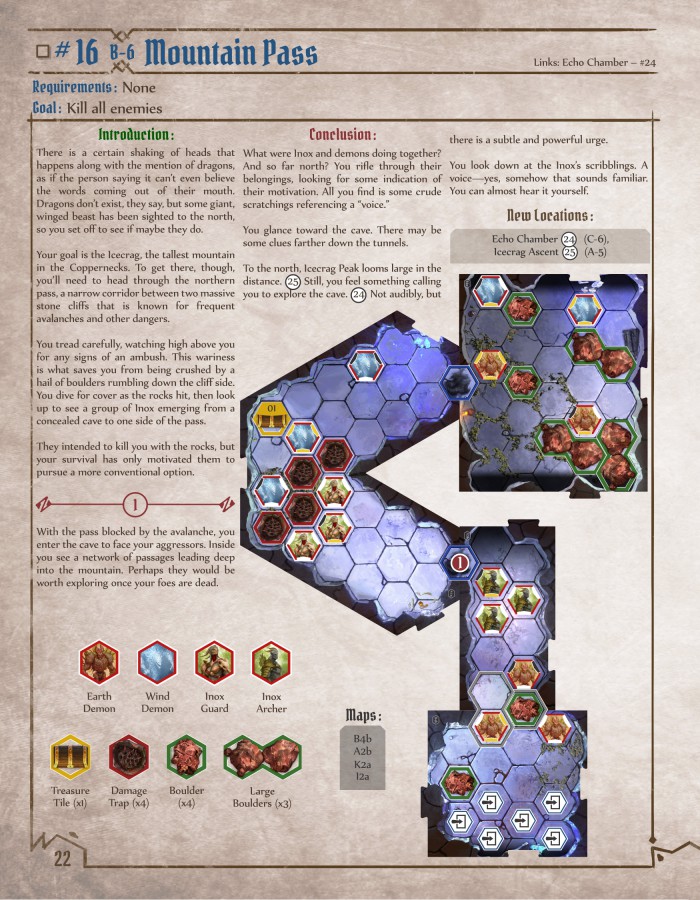 #16 B-6 Mountain Pass
Links: Echo Chamber – #24
Requirements: None
Goal: Kill all enemies
Introduction:
There is a certain shaking of heads that
happens along with the mention of dragons,
as if the person saying it can't even believe
the words coming out of their mouth.
Dragons don't exist, they say, but some giant,
winged beast has been sighted to the north,
so you set off to see if maybe they do.
Your goal is the Icecrag, the tallest mountain
in the Coppernecks. To get there, though,
you'll need to head through the northern
pass, a narrow corridor between two massive
stone cliffs that is known for frequent
avalanches and other dangers.
You tread carefully, watching high above you
for any signs of an ambush. This wariness
is what saves you from being crushed by a
hail of boulders rumbling down the cliff side.
You dive for cover as the rocks hit, then look
up to see a group of Inox emerging from a
concealed cave to one side of the pass.
They intended to kill you with the rocks, but
your survival has only motivated them to
pursue a more conventional option.
1
With the pass blocked by the avalanche, you
enter the cave to face your aggressors. Inside
you see a network of passages leading deep
into the mountain. Perhaps they would be
worth exploring once your foes are dead.
Conclusion:
What were Inox and demons doing together?
And so far north? You rifle through their
belongings, looking for some indication of
their motivation. All you find is some crude
scratchings referencing a "voice."
You glance toward the cave. There may be
some clues farther down the tunnels.
To the north, Icecrag Peak looms large in the
distance. 25 Still, you feel something calling
you to explore the cave. 24 Not audibly, but
there is a subtle and powerful urge.
You look down at the Inox's scribblings. A
voice—yes, somehow that sounds familiar.
You can almost hear it yourself.
New Locations:
Echo Chamber 24 (C-6),
Icecrag Ascent 25 (A-5)
01
1
Earth
Demon
Wind
Demon
Inox
Guard
Inox
Archer
Treasure
Tile (x1)
Damage
Trap (x4)
Boulder
(x4)
Large
Boulders (x3)
Maps:
B4b
A2b
K2a
I2a
22